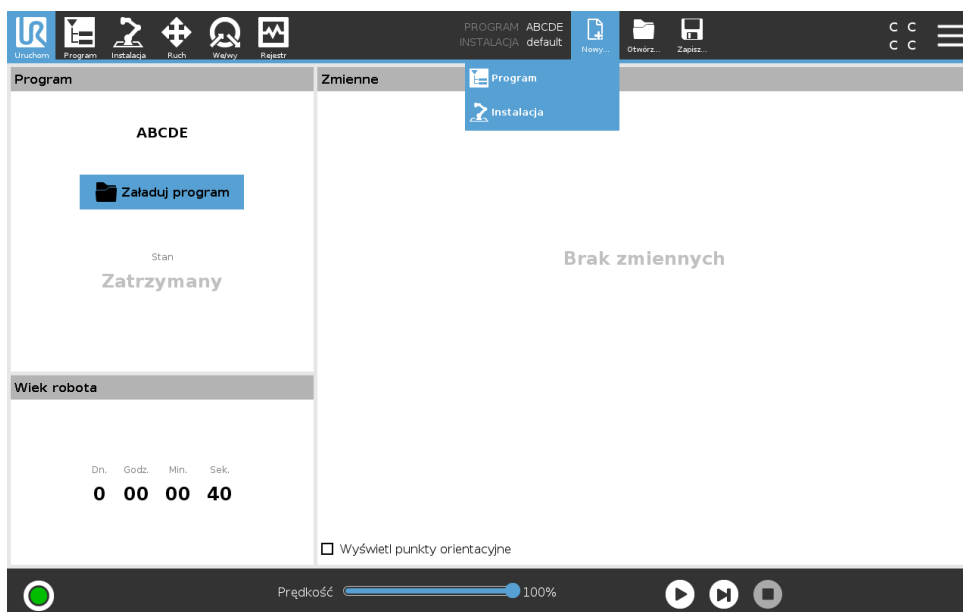 PROGRAM ABCDE
INSTALACJA default
C C
C C
Uruchom Program Instalacja Ruch We/wy Rejestr Nowy... Otwórz... Zapisz...
Program
Zmienne
Program
Instalacja
ABCDE
Załaduj program
Stan
Zatrzymany
Brak zmiennych
Wiek robota
Dn. Godz. Min. Sek.
0 00 00 40
Wyświetl punkty orientacyjne
Prędkość 100%